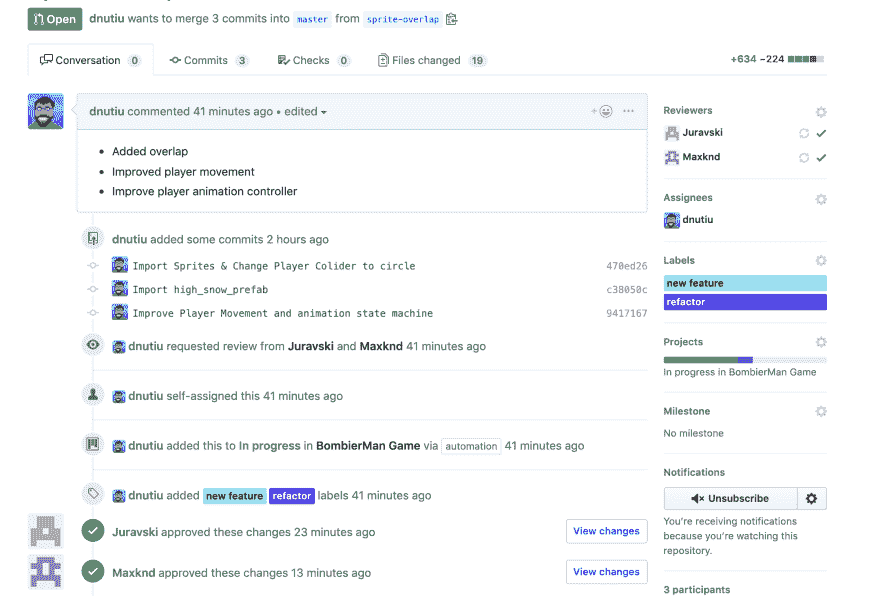 Open dnutiu wants to merge 3 commits into master from sprite-overlap
Conversation 0 Commits 3 Checks 0 Files changed 19 +634 −224
dnutiu commented 41 minutes ago • edited
Added overlap
Improved player movement
Improve player animation controller
dnutiu added some commits 2 hours ago
Import Sprites & Change Player Colider to circle 470ed26
Import high_snow_prefab c38050c
Improve Player Movement and animation state machine 9417167
dnutiu requested review from Juravski and Maxknd 41 minutes ago
dnutiu self-assigned this 41 minutes ago
dnutiu added this to In progress in BombierMan Game via automation 41 minutes ago
dnutiu added new feature refactor labels 41 minutes ago
Juravski approved these changes 23 minutes ago View changes
Maxknd approved these changes 13 minutes ago View changes
Reviewers
Juravski
Maxknd
Assignees
dnutiu
Labels
new feature
refactor
Projects
In progress in BombierMan Game
Milestone
No milestone
Notifications
Unsubscribe
You're receiving notifications
because you're watching this
repository.
3 participants